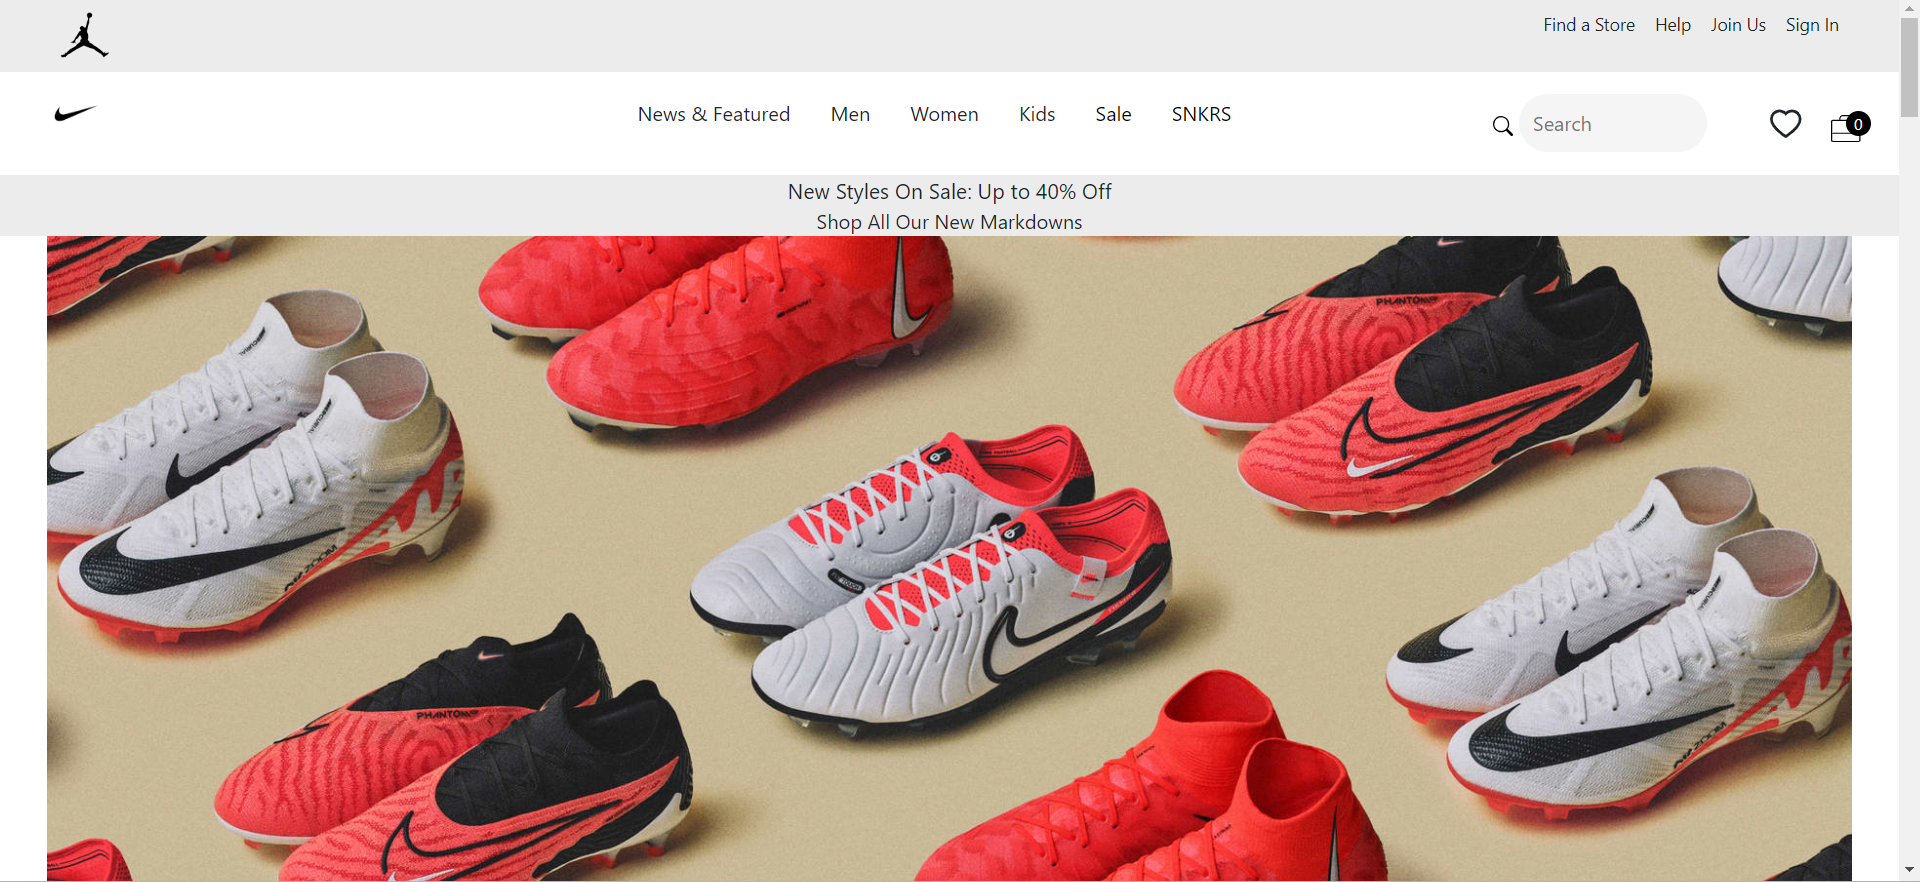 Find a Store Help Join Us Sign In
News & Featured Men Women Kids Sale SNKRS
Search
0
New Styles On Sale: Up to 40% Off
Shop All Our New Markdowns
PHANTOM
PHANTOM